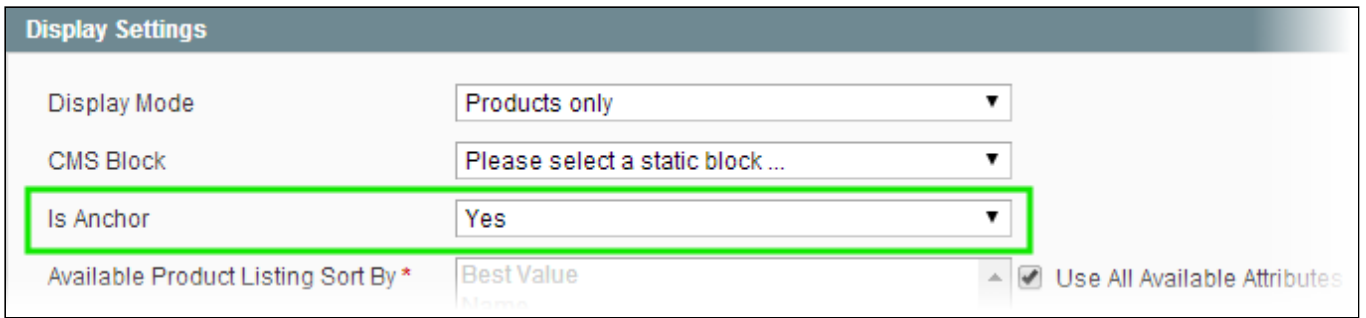 Display Settings
Display Mode Products only
CMS Block Please select a static block ...
Is Anchor Yes
Available Product Listing Sort By * Best Value Use All Available Attributes
Name